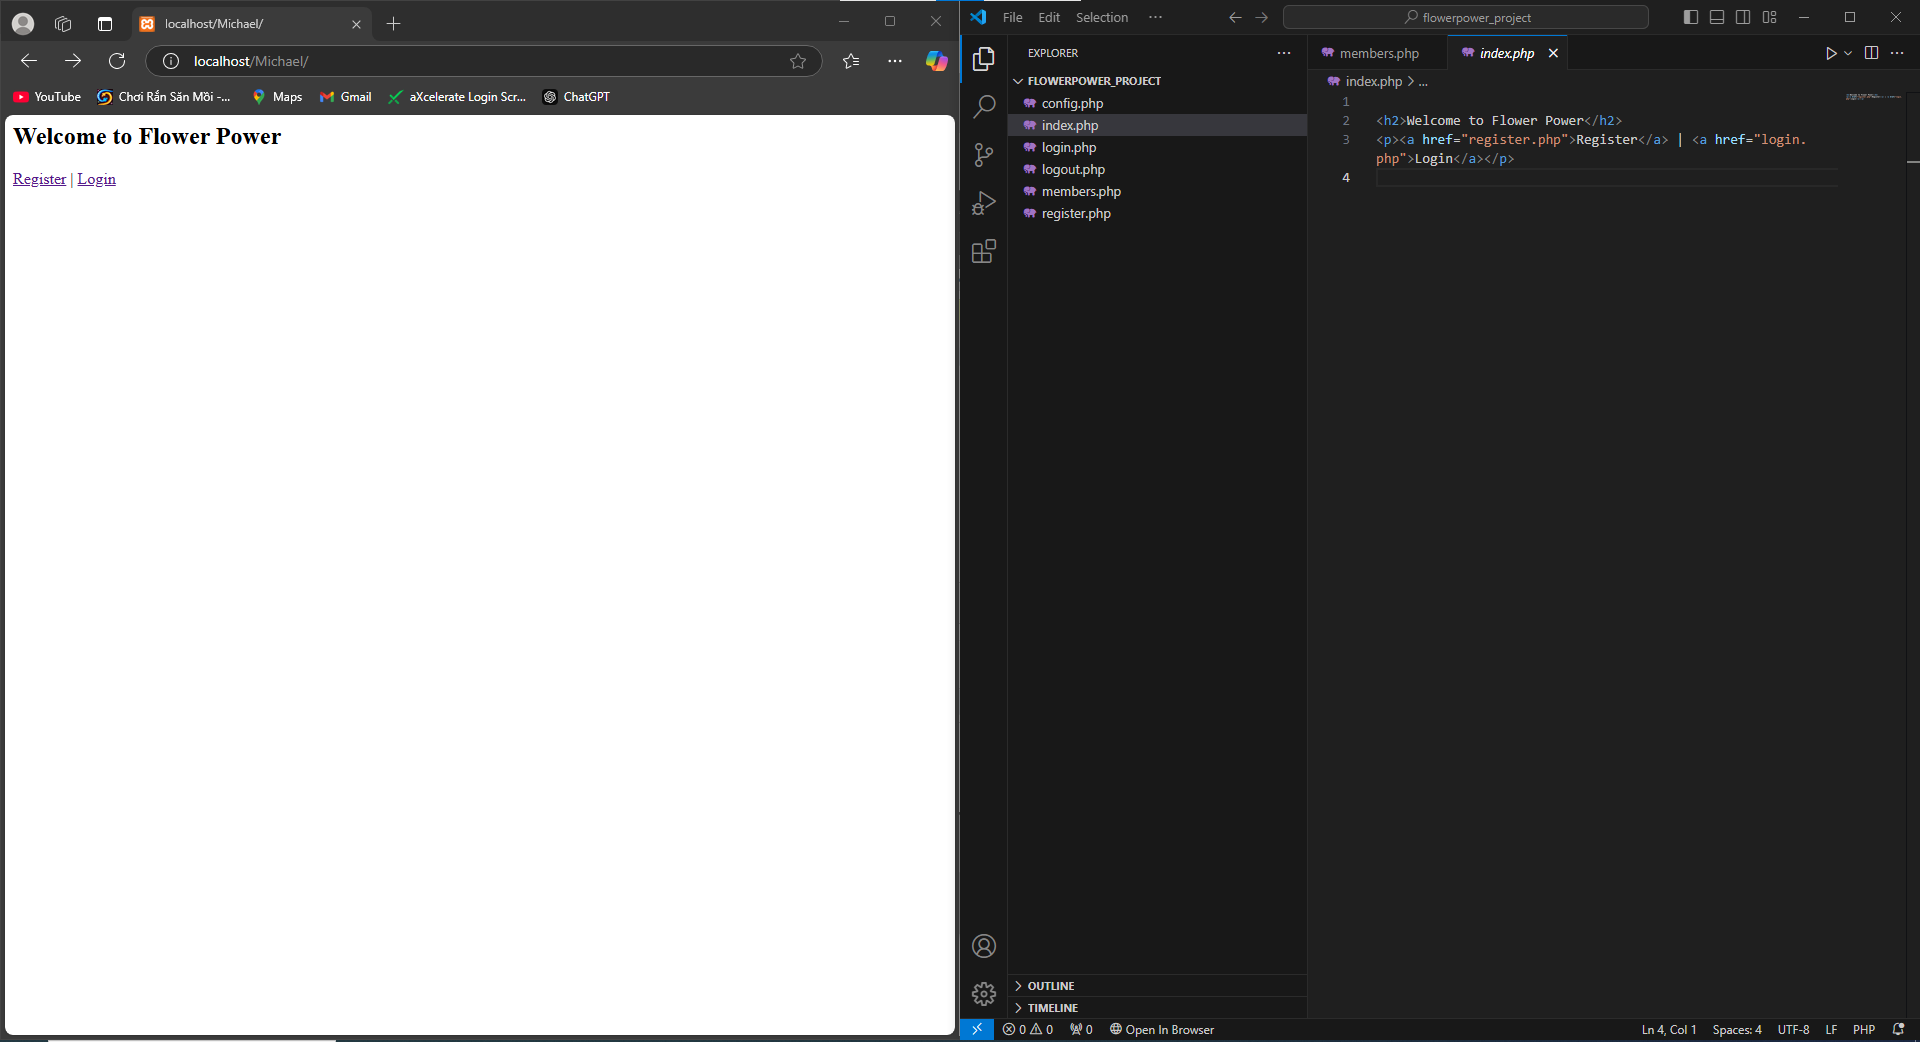 localhost/Michael/
localhost/Michael/
YouTube
Chơi Rắn Săn Mồi -...
Maps
Gmail
aXcelerate Login Scr...
ChatGPT
Welcome to Flower Power
Register | Login
File
Edit
Selection
flowerpower_project
EXPLORER
FLOWERPOWER_PROJECT
config.php
index.php
login.php
logout.php
members.php
register.php
OUTLINE
TIMELINE
members.php
index.php
index.php > ...
1
2 <h2>Welcome to Flower Power</h2>
3 <p><a href="register.php">Register</a> | <a href="login.
php">Login</a></p>
4
0 0
0
Open In Browser
Ln 4, Col 1
Spaces: 4
UTF-8
LF
PHP